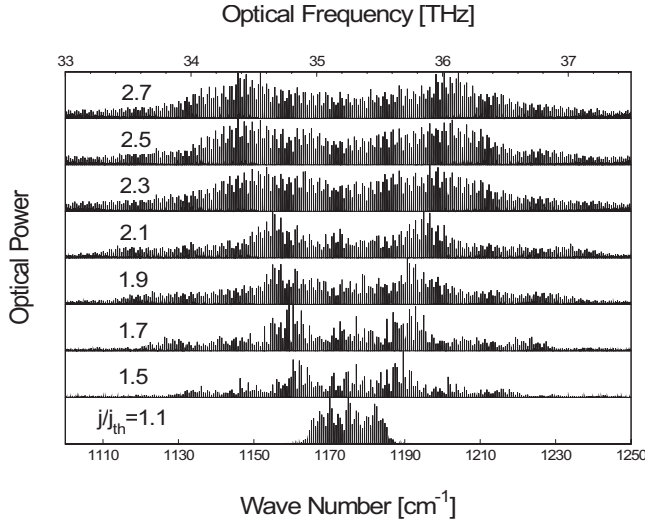 Optical Frequency [THz]
33 34 35 36 37
2.7
2.5
2.3
2.1
1.9
1.7
1.5
j/j_th=1.1
Optical Power
1110 1130 1150 1170 1190 1210 1230 1250
Wave Number [cm⁻¹]